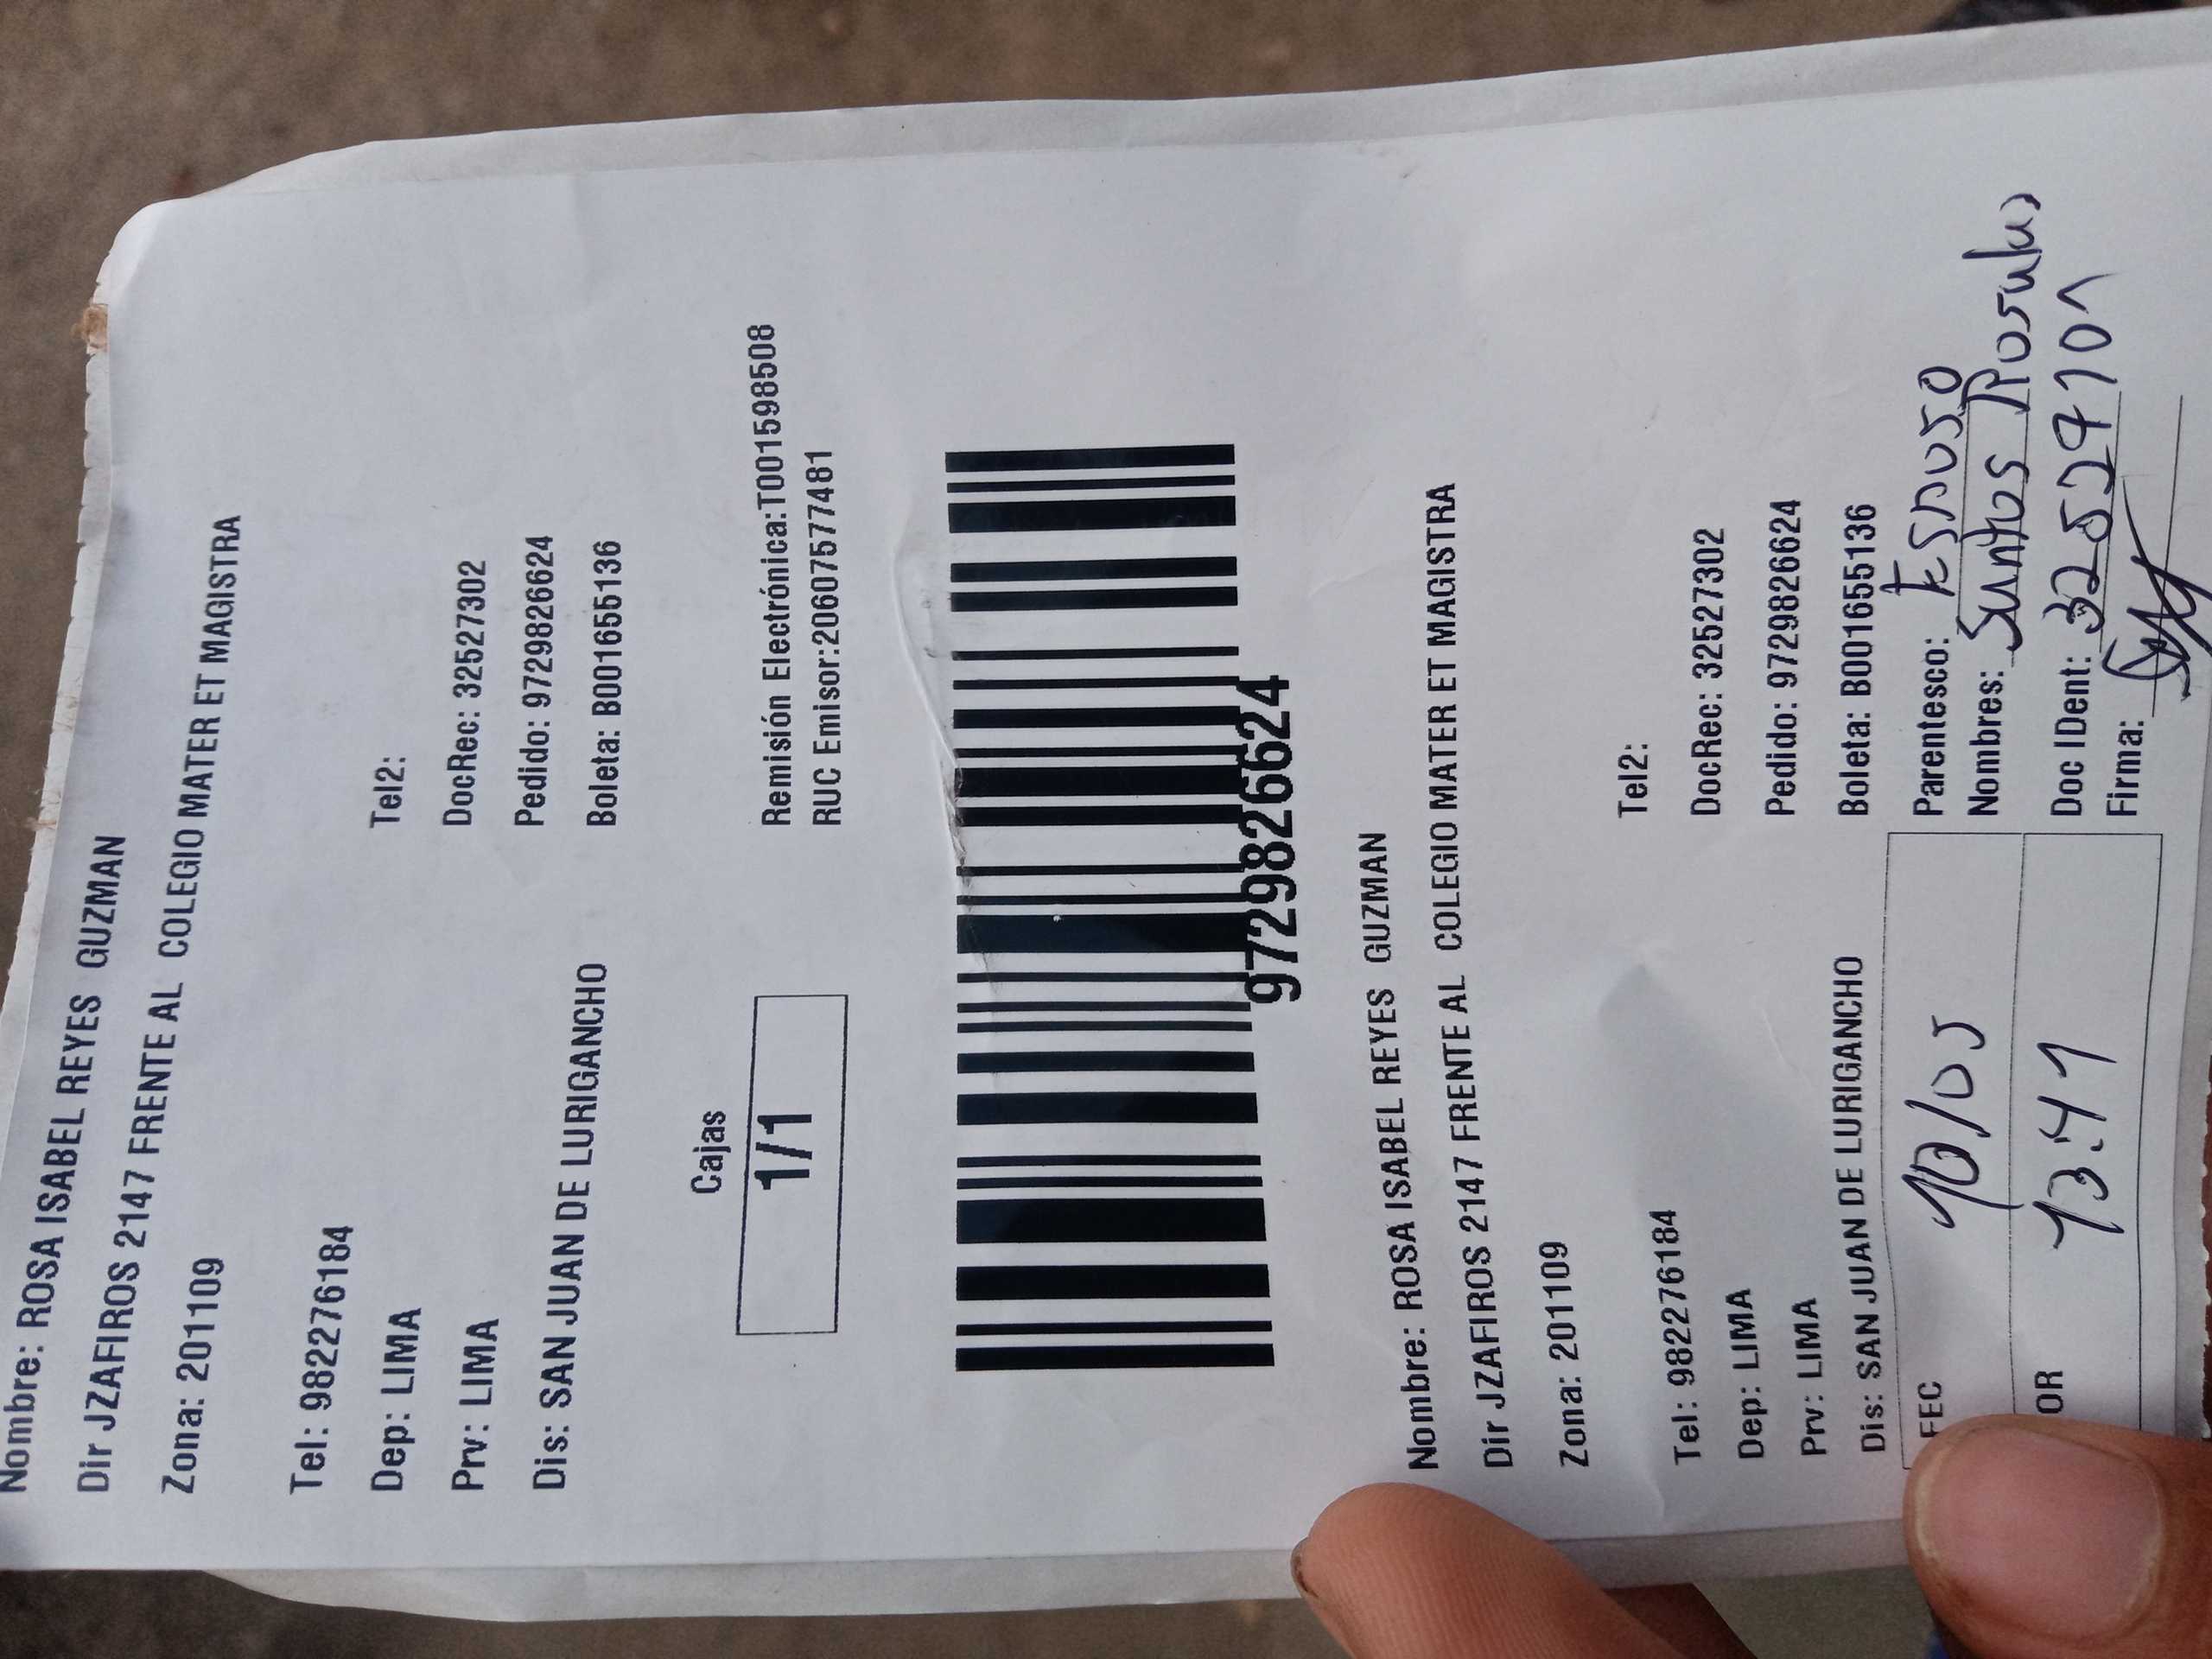 Nombre: ROSA ISABEL REYES GUZMAN
Dir JZAFIROS 2147 FRENTE AL COLEGIO MATER ET MAGISTRA
Zona: 201109
Tel: 982276184 Tel2:
Dep: LIMA DocRec: 32527302
Prv: LIMA Pedido: 9729826624
Dis: SAN JUAN DE LURIGANCHO Boleta: B001655136
Cajas
1/1
Remisión Electrónica:T001598508
RUC Emisor:20607577481
9729826624
Nombre: ROSA ISABEL REYES GUZMAN
Dir JZAFIROS 2147 FRENTE AL COLEGIO MATER ET MAGISTRA
Zona: 201109
Tel: 982276184 Tel2:
Dep: LIMA DocRec: 32527302
Prv: LIMA Pedido: 9729826624
Dis: SAN JUAN DE LURIGANCHO Boleta: B001655136
FEC 10/05 Parentesco: Esposo
Nombres: Santos
OR 13:41 Doc IDent:
Firma: